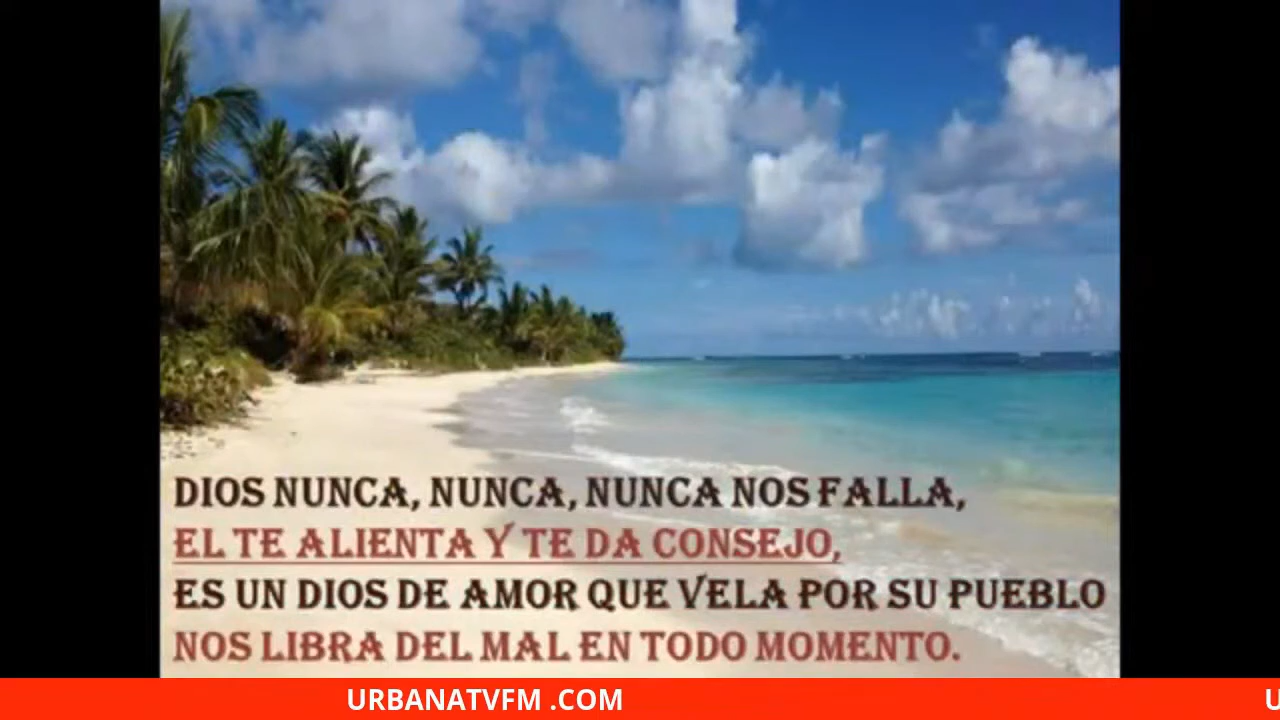 DIOS NUNCA, NUNCA, NUNCA NOS FALLA,
EL TE ALIENTA Y TE DA CONSEJO,
ES UN DIOS DE AMOR QUE VELA POR SU PUEBLO
NOS LIBRA DEL MAL EN TODO MOMENTO.
URBANATVFM .COM